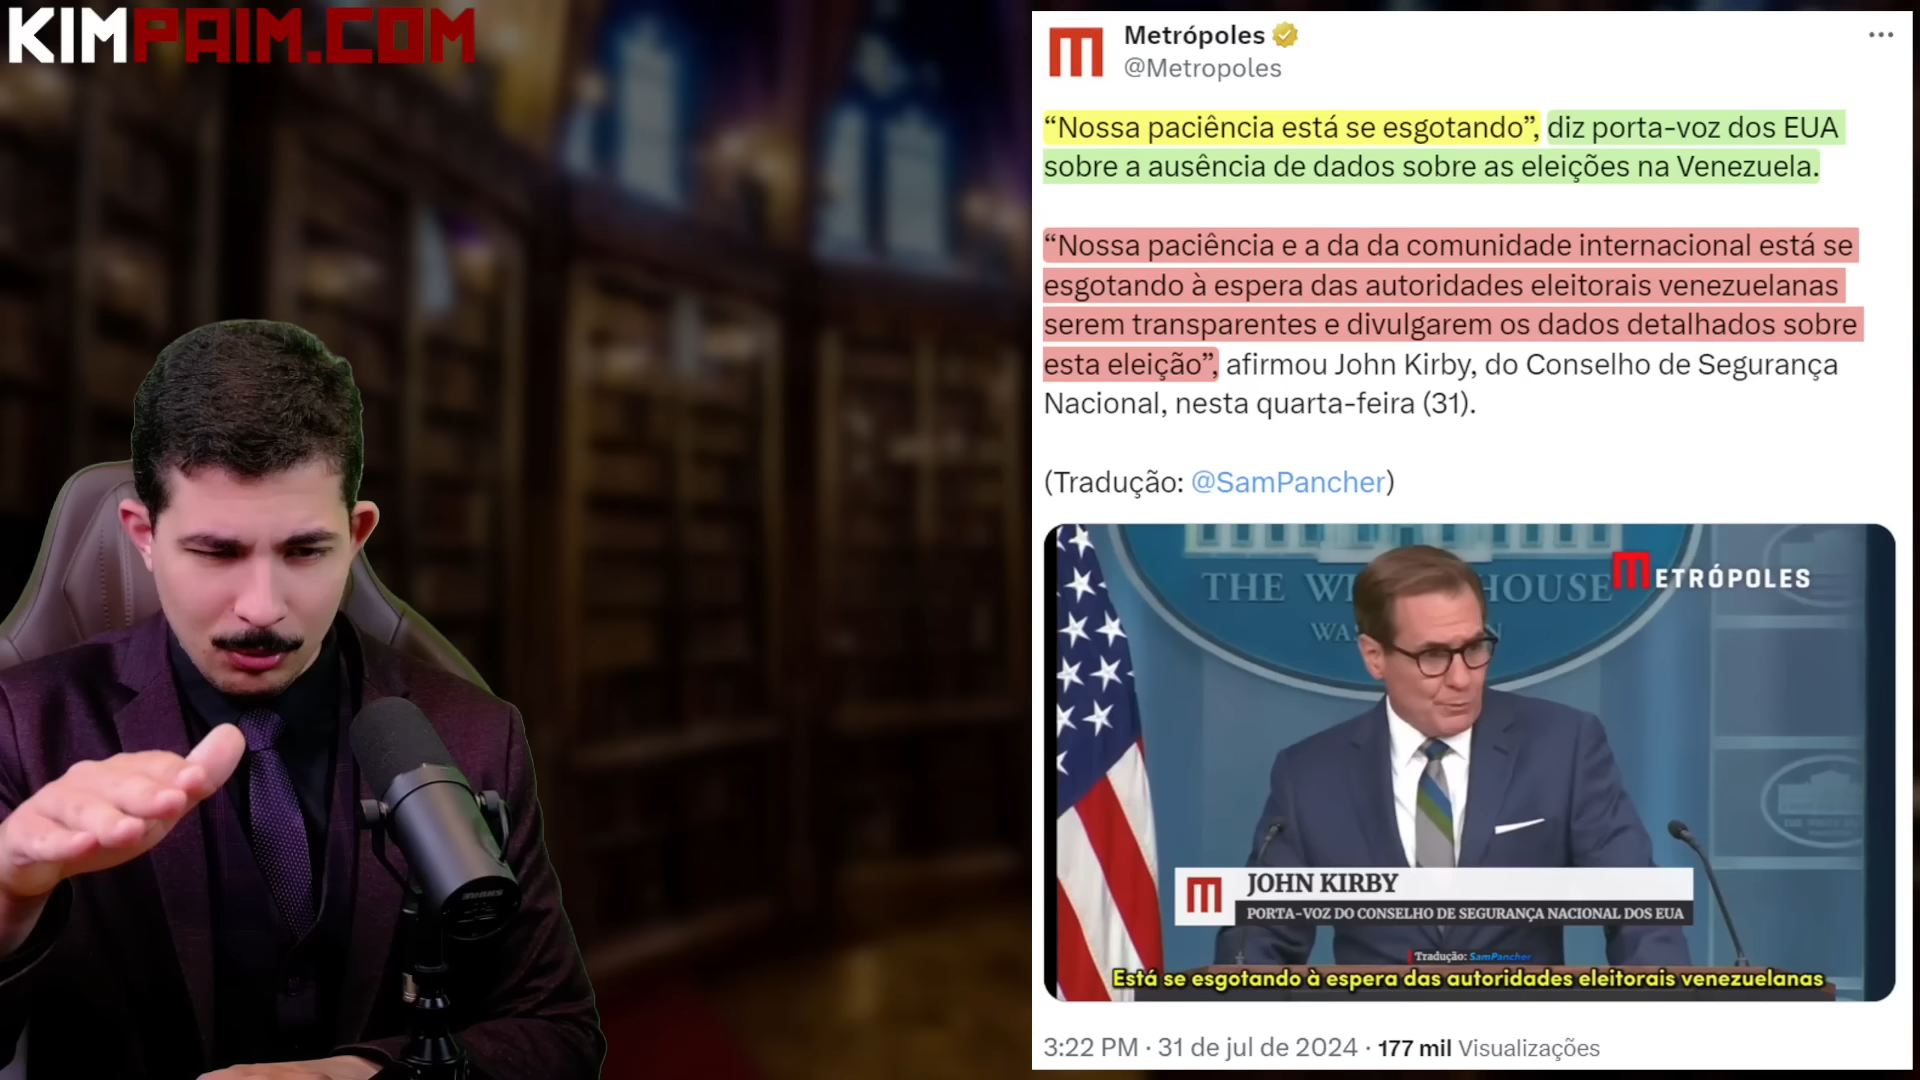 KIMPAIM.COM
Metrópoles
@Metropoles
“Nossa paciência está se esgotando”, diz porta-voz dos EUA
sobre a ausência de dados sobre as eleições na Venezuela.
“Nossa paciência e a da da comunidade internacional está se
esgotando à espera das autoridades eleitorais venezuelanas
serem transparentes e divulgarem os dados detalhados sobre
esta eleição”, afirmou John Kirby, do Conselho de Segurança
Nacional, nesta quarta-feira (31).
(Tradução: @SamPancher)
METRÓPOLES
THE WHOUSE
WA N
JOHN KIRBY
PORTA-VOZ DO CONSELHO DE SEGURANÇA NACIONAL DOS EUA
Tradução: SamPancher
Está se esgotando à espera das autoridades eleitorais venezuelanas
3:22 PM · 31 de jul de 2024 · 177 mil Visualizações